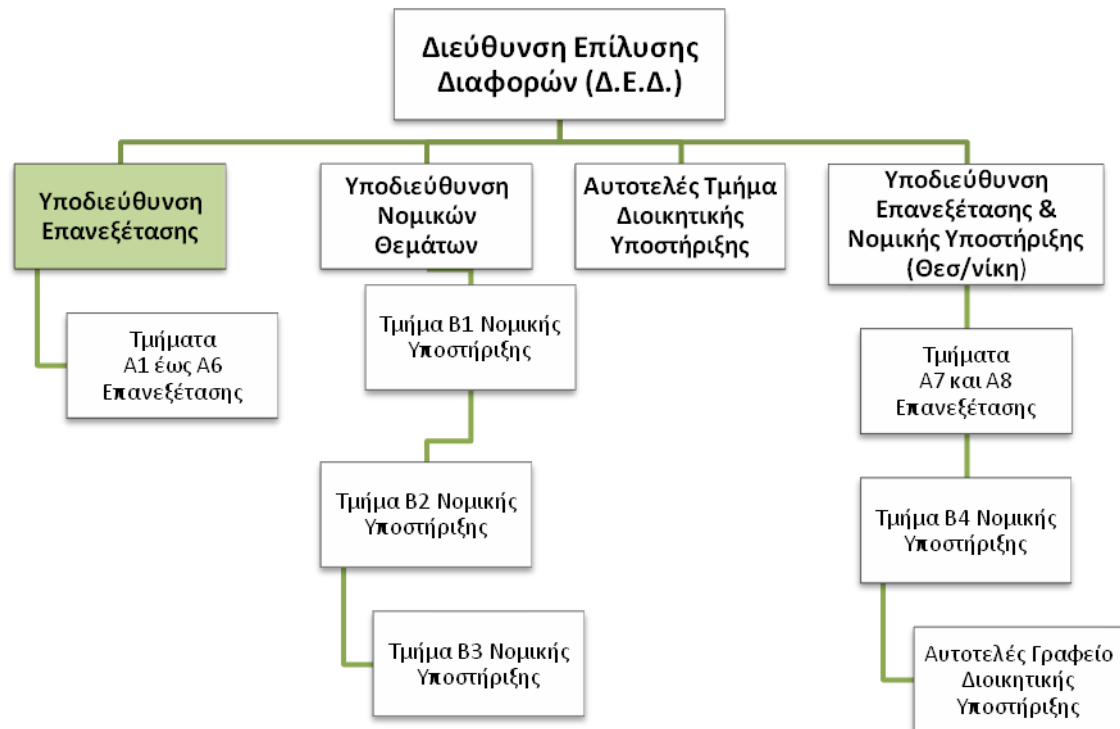 Διεύθυνση Επίλυσης
Διαφορών (Δ.Ε.Δ.)
Υποδιεύθυνση
Επανεξέτασης
Τμήματα
Α1 έως Α6
Επανεξέτασης
Υποδιεύθυνση
Νομικών
Θεμάτων
Τμήμα Β1 Νομικής
Υποστήριξης
Τμήμα Β2 Νομικής
Υποστήριξης
Τμήμα Β3 Νομικής
Υποστήριξης
Αυτοτελές Τμήμα
Διοικητικής
Υποστήριξης
Υποδιεύθυνση
Επανεξέτασης &
Νομικής Υποστήριξης
(Θεσ/νίκη)
Τμήματα
Α7 και Α8
Επανεξέτασης
Τμήμα Β4 Νομικής
Υποστήριξης
Αυτοτελές Γραφείο
Διοικητικής
Υποστήριξης